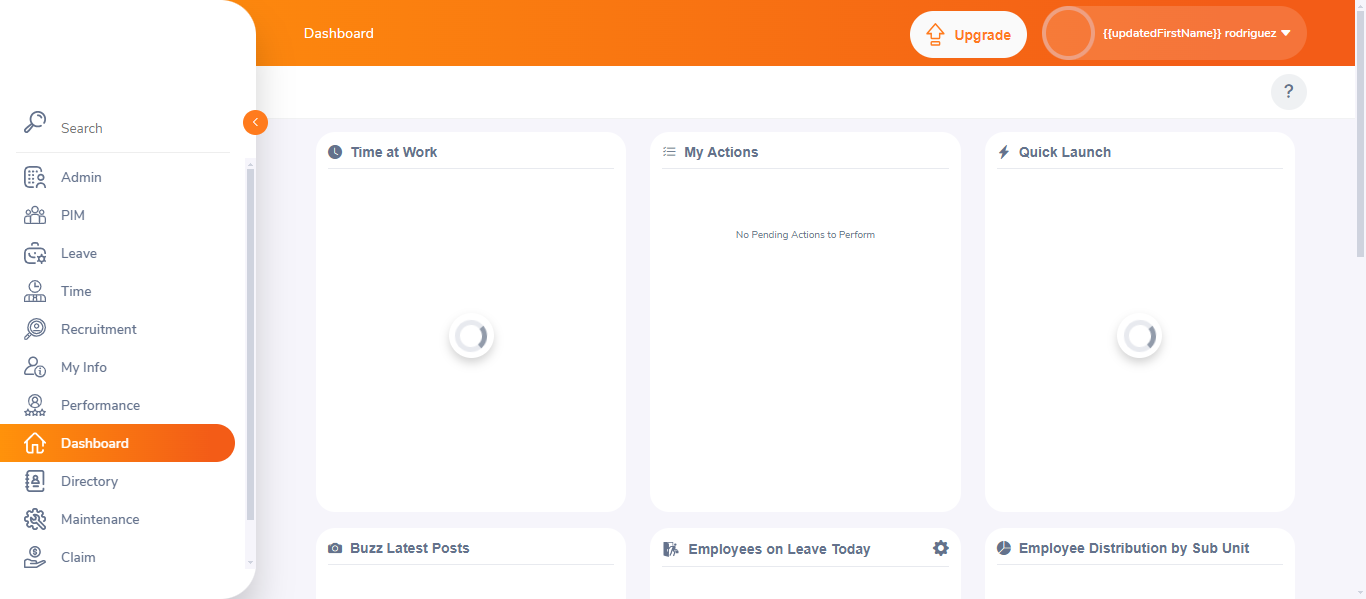 Dashboard
Upgrade
{{updatedFirstName}} rodriguez
?
Search
Admin
PIM
Leave
Time
Recruitment
My Info
Performance
Dashboard
Directory
Maintenance
Claim
Time at Work
My Actions
No Pending Actions to Perform
Quick Launch
Buzz Latest Posts
Employees on Leave Today
Employee Distribution by Sub Unit